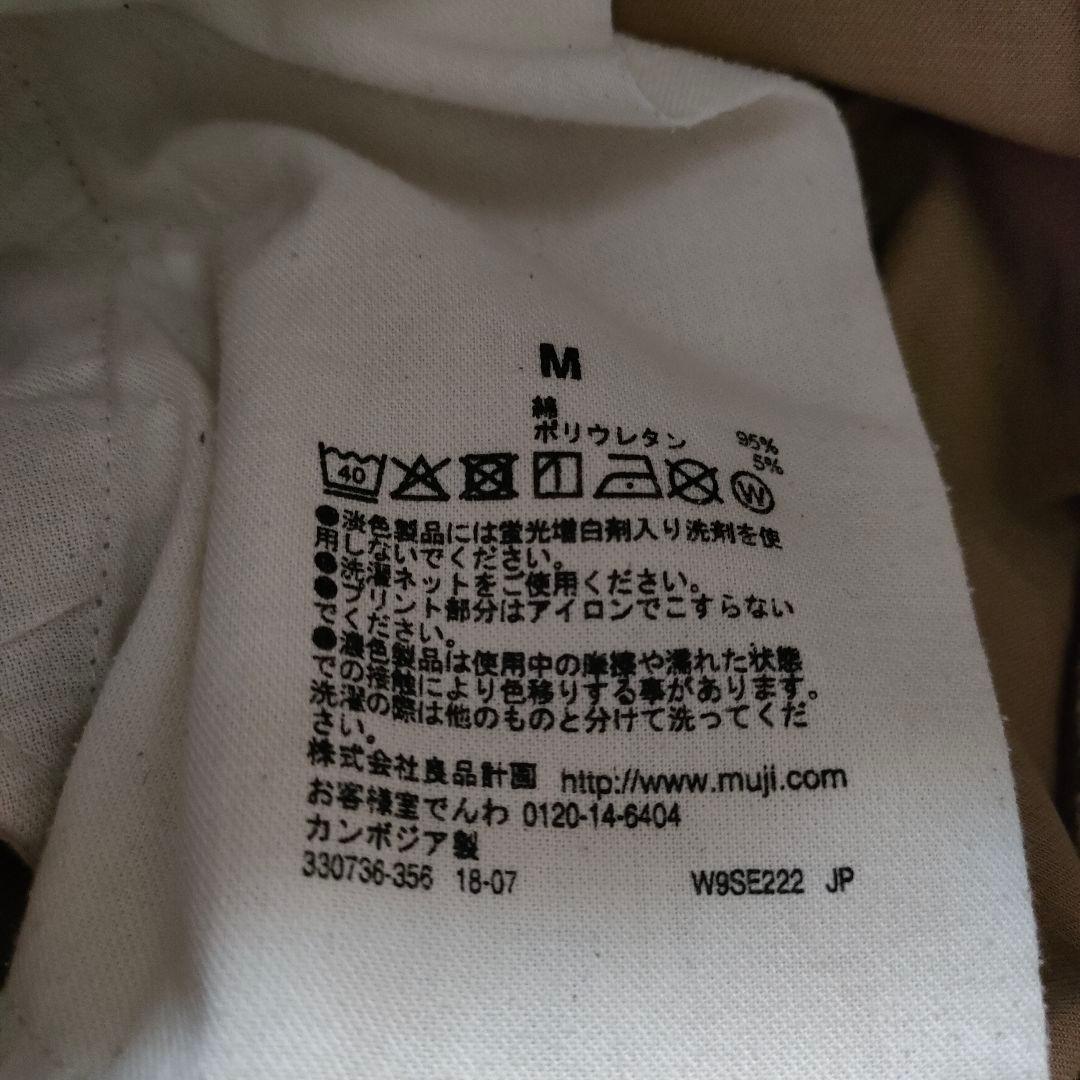 M
綿 95%
ポリウレタン 5%
40 W
●淡色製品には蛍光増白剤入り洗剤を使
用しないでください。
●洗濯ネットをご使用ください。
●プリント部分はアイロンでこすらない
でください。
●濃色製品は使用中の摩擦や濡れた状態
での接触により色移りする事があります。
洗濯の際は他のものと分けて洗ってくだ
さい。
株式会社良品計画 http://www.muji.com
お客様室でんわ 0120-14-6404
カンボジア製
330736-356 18-07 W9SE222 JP